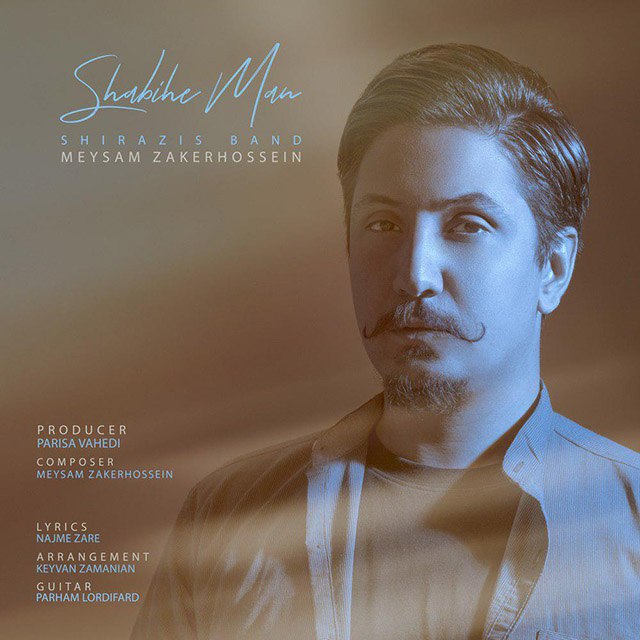 Shabihe Man
SHIRAZIS BAND
MEYSAM ZAKERHOSSEIN
PRODUCER
PARISA VAHEDI
COMPOSER
MEYSAM ZAKERHOSSEIN
LYRICS
NAJME ZARE
ARRANGEMENT
KEYVAN ZAMANIAN
GUITAR
PARHAM LORDIFARD